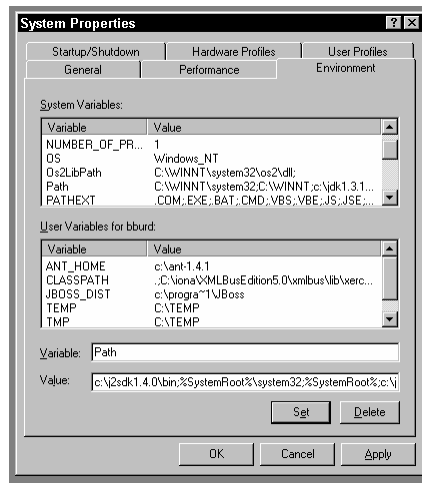 System Properties
Startup/Shutdown Hardware Profiles User Profiles
General Performance Environment
System Variables:
Variable Value
NUMBER_OF_PR... 1
OS Windows_NT
Os2LibPath C:\WINNT\system32\os2\dll;
Path C:\WINNT\system32;C:\WINNT;c:\jdk1.3.1...
PATHEXT .COM;.EXE;.BAT;.CMD;.VBS;.VBE;.JS;.JSE;...
User Variables for bburd:
Variable Value
ANT_HOME c:\ant-1.4.1
CLASSPATH .;C:\iona\XMLBusEdition5.0\xmlbus\lib\xerc...
JBOSS_DIST c:\progra~1\JBoss
TEMP C:\TEMP
TMP C:\TEMP
Variable: Path
Value: c:\j2sdk1.4.0\bin;%SystemRoot%\system32;%SystemRoot%;c:\j
Set Delete
OK Cancel Apply